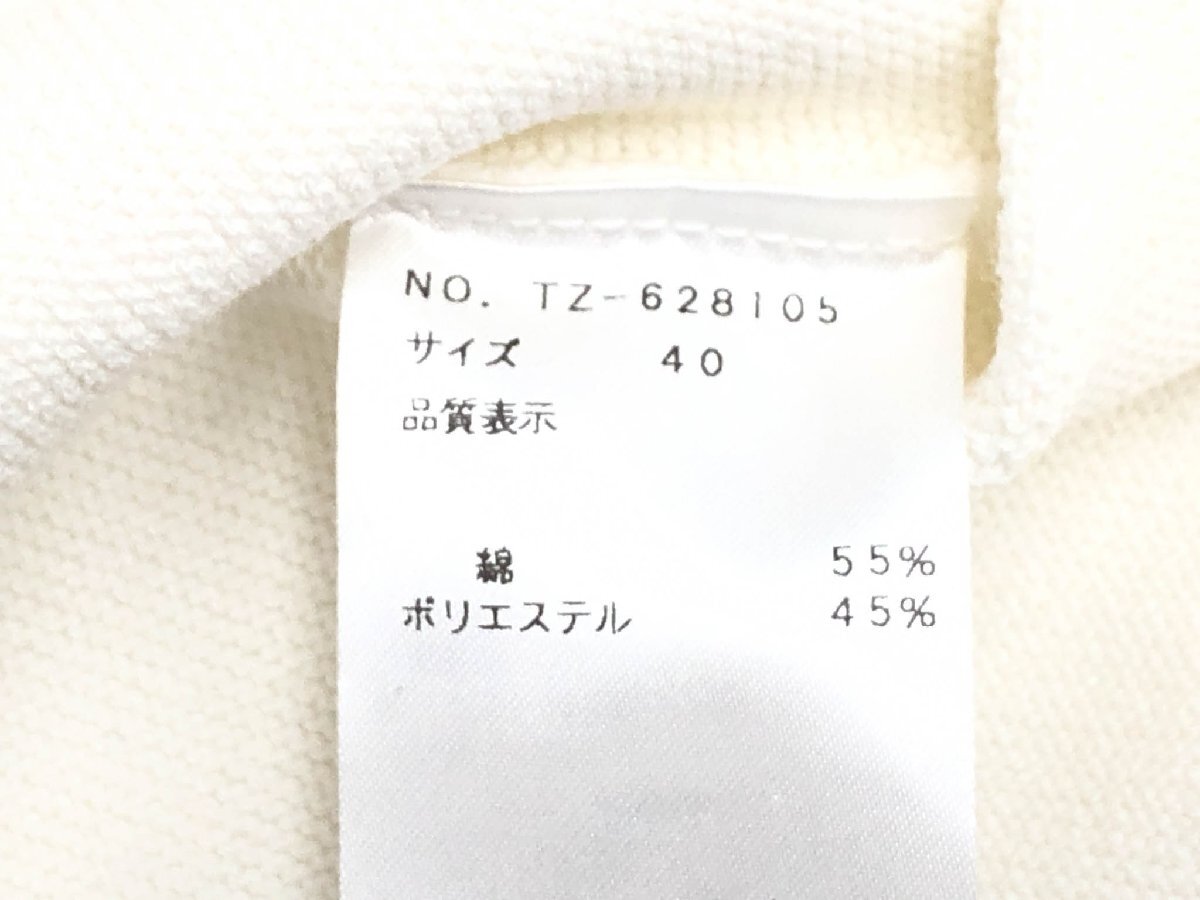 NO. TZ-628105
サイズ 40
品質表示
綿 55%
ポリエステル 45%